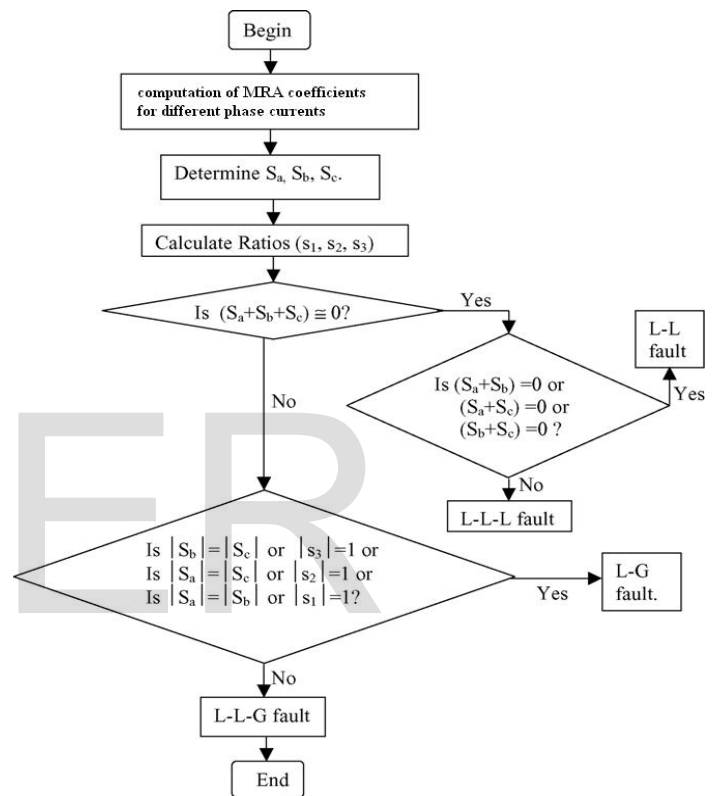 Begin
computation of MRA coefficients
for different phase currents
Determine Sa, Sb, Sc.
Calculate Ratios (s1, s2, s3)
Is (Sa+Sb+Sc) ≅ 0?
Yes
Is (Sa+Sb) =0 or
(Sa+Sc) =0 or
(Sb+Sc) =0 ?
Yes
L-L
fault
No
L-L-L fault
No
Is |Sb|=|Sc| or |s3|=1 or
Is |Sa|=|Sc| or |s2|=1 or
Is |Sa|=|Sb| or |s1|=1?
Yes
L-G
fault.
No
L-L-G fault
End
ER